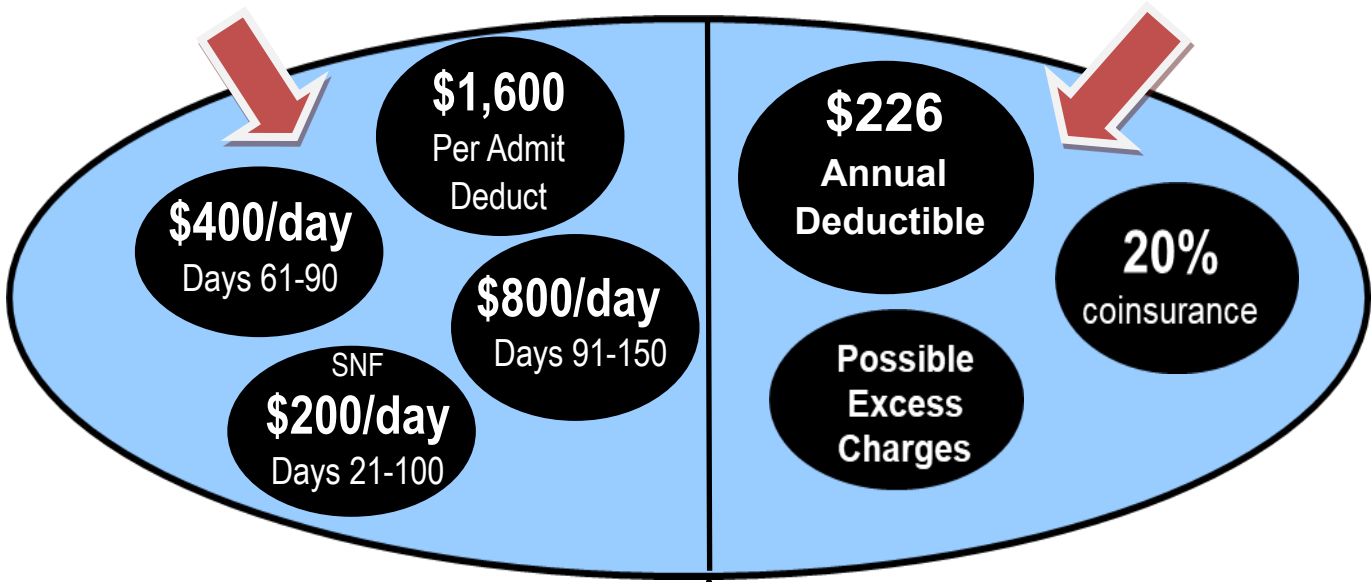 $1,600
Per Admit
Deduct
$400/day
Days 61-90
$800/day
Days 91-150
SNF
$200/day
Days 21-100
$226
Annual
Deductible
20%
coinsurance
Possible
Excess
Charges